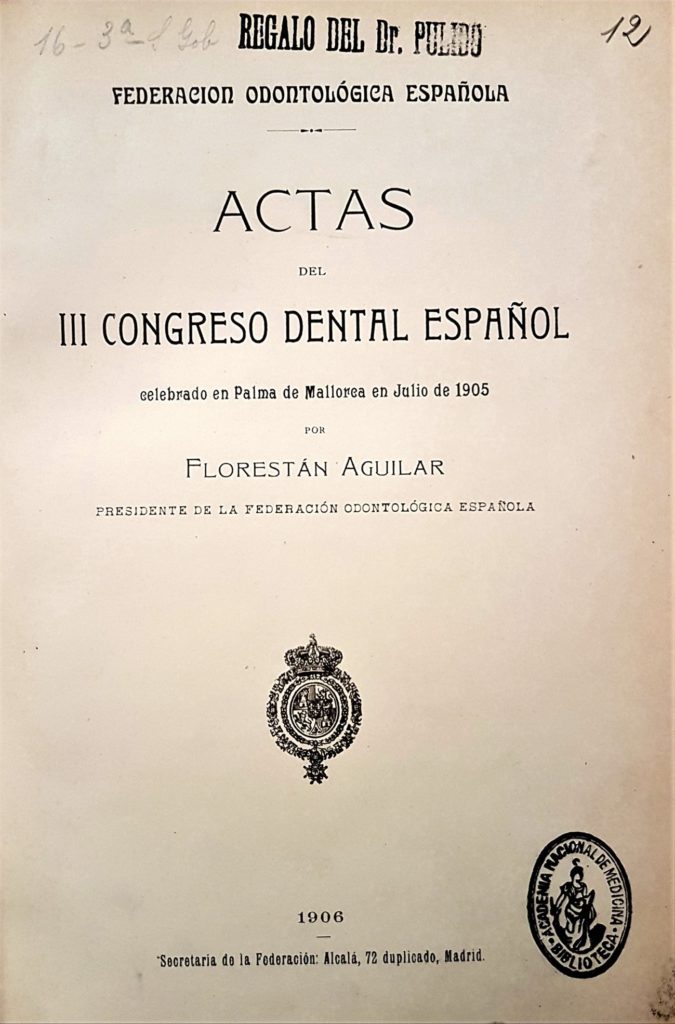 16 - 3ª
REGALO DEL Dr. PULIDO
12
FEDERACION ODONTOLÓGICA ESPAÑOLA
ACTAS
DEL
III CONGRESO DENTAL ESPAÑOL
celebrado en Palma de Mallorca en Julio de 1905
POR
FLORESTÁN AGUILAR
PRESIDENTE DE LA FEDERACIÓN ODONTOLÓGICA ESPAÑOLA
ACADEMIA NACIONAL DE MEDICINA
BIBLIOTECA
1906
Secretaria de la Federación: Alcalá, 72 duplicado, Madrid.